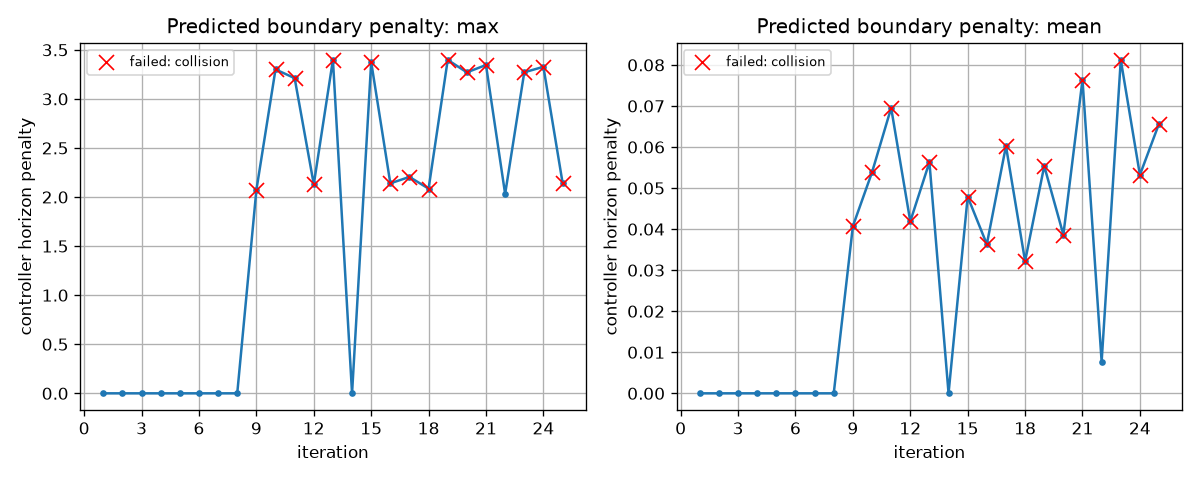 Predicted boundary penalty: max
failed: collision
controller horizon penalty
3.5
3.0
2.5
2.0
1.5
1.0
0.5
0.0
0 3 6 9 12 15 18 21 24
iteration
Predicted boundary penalty: mean
failed: collision
controller horizon penalty
0.08
0.07
0.06
0.05
0.04
0.03
0.02
0.01
0.00
0 3 6 9 12 15 18 21 24
iteration